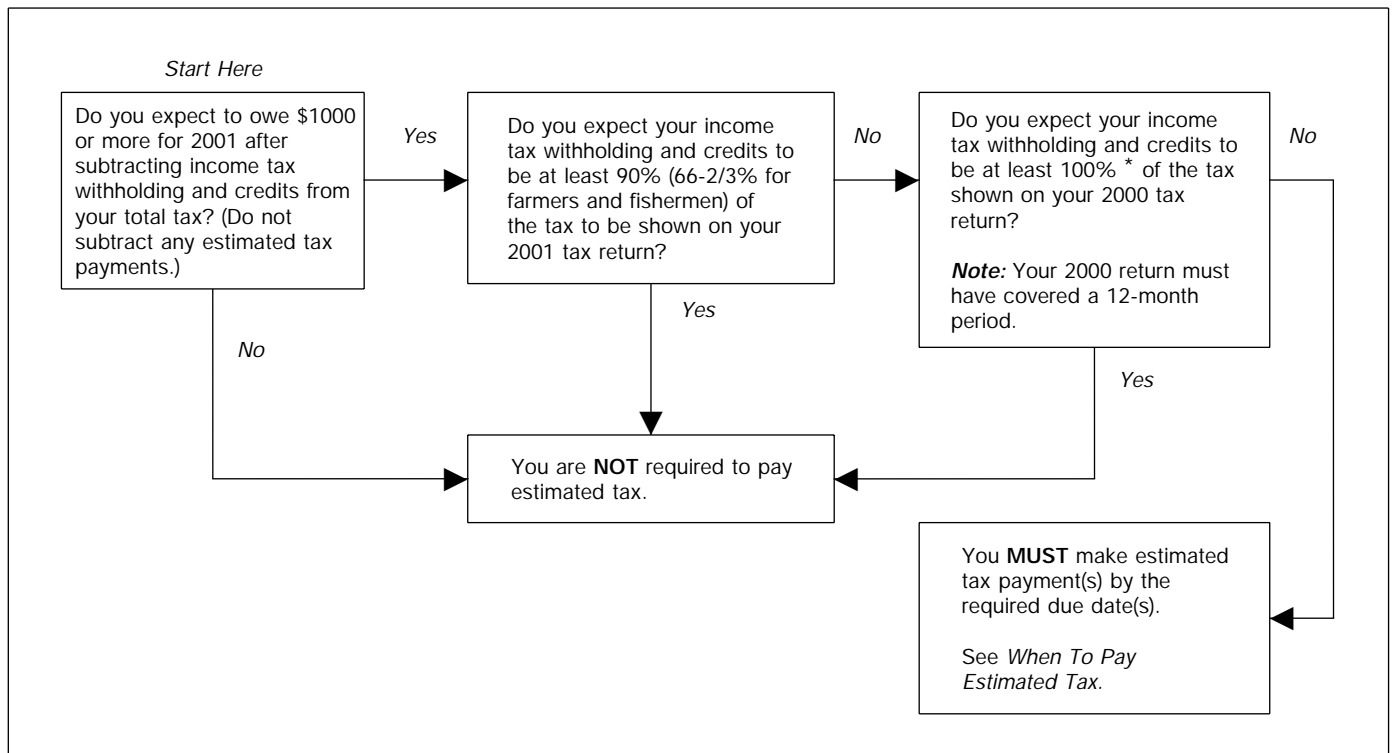 Start Here
Do you expect to owe $1000
or more for 2001 after
subtracting income tax
withholding and credits from
your total tax? (Do not
subtract any estimated tax
payments.)
Yes
No
Do you expect your income
tax withholding and credits to
be at least 90% (66-2/3% for
farmers and fishermen) of
the tax to be shown on your
2001 tax return?
No
Yes
Do you expect your income
tax withholding and credits to
be at least 100% * of the tax
shown on your 2000 tax
return?
Note: Your 2000 return must
have covered a 12-month
period.
No
Yes
You are NOT required to pay
estimated tax.
You MUST make estimated
tax payment(s) by the
required due date(s).
See When To Pay
Estimated Tax.